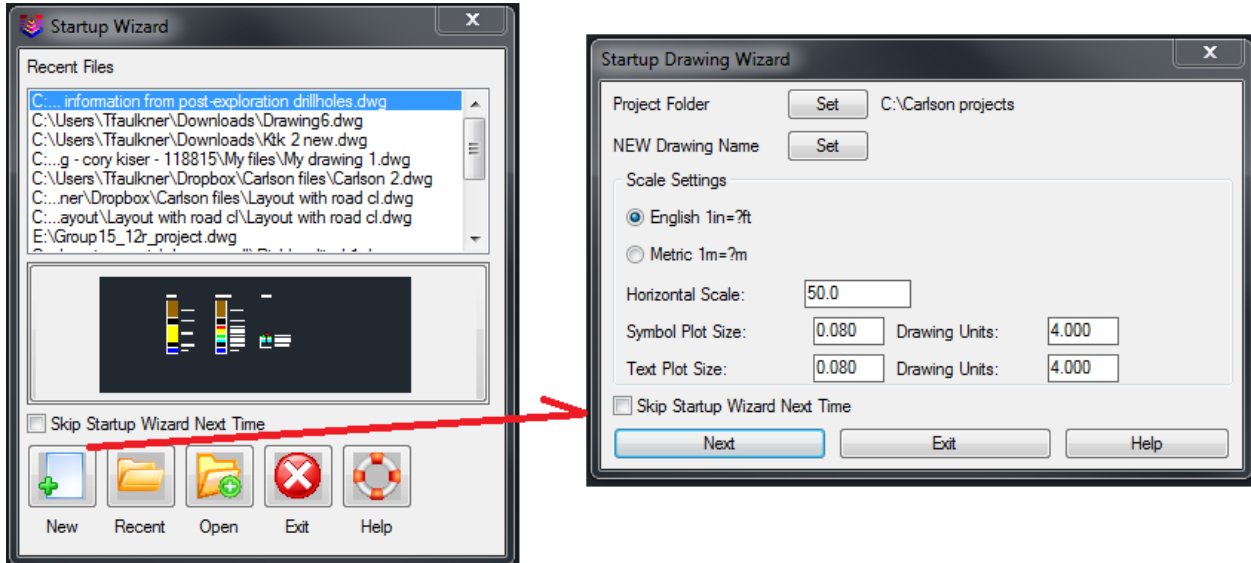 Startup Wizard
X
Recent Files
C:... information from post-exploration drillholes.dwg
C:\Users\Tfaulkner\Downloads\Drawing6.dwg
C:\Users\Tfaulkner\Downloads\Ktk 2 new.dwg
C:...g - cory kiser - 118815\My files\My drawing 1.dwg
C:\Users\Tfaulkner\Dropbox\Carlson files\Carlson 2.dwg
C:...ner\Dropbox\Carlson files\Layout with road cl.dwg
C:...ayout\Layout with road cl\Layout with road cl.dwg
E:\Group15_12r_project.dwg
Skip Startup Wizard Next Time
New Recent Open Exit Help
Startup Drawing Wizard
X
Project Folder Set C:\Carlson projects
NEW Drawing Name Set
Scale Settings
English 1in=?ft
Metric 1m=?m
Horizontal Scale: 50.0
Symbol Plot Size: 0.080 Drawing Units: 4.000
Text Plot Size: 0.080 Drawing Units: 4.000
Skip Startup Wizard Next Time
Next Exit Help